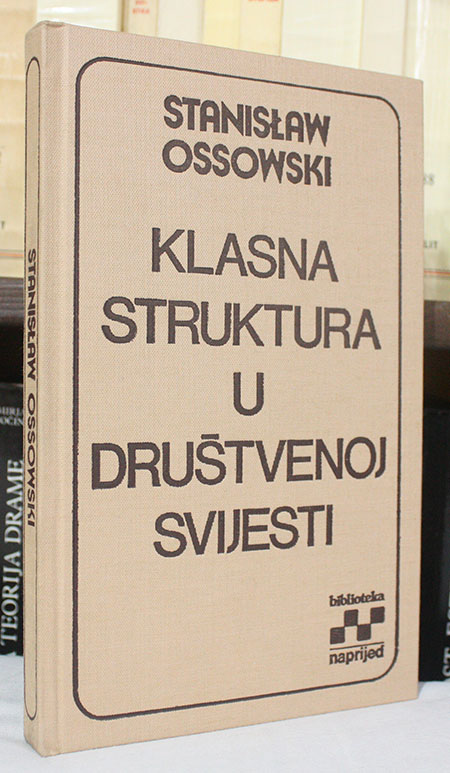 STANISŁAW
OSSOWSKI
KLASNA
STRUKTURA
U
DRUŠTVENOJ
SVIJESTI
biblioteka
naprijed
STANISŁAW OSSOWSKI
TEORIJA DRAME